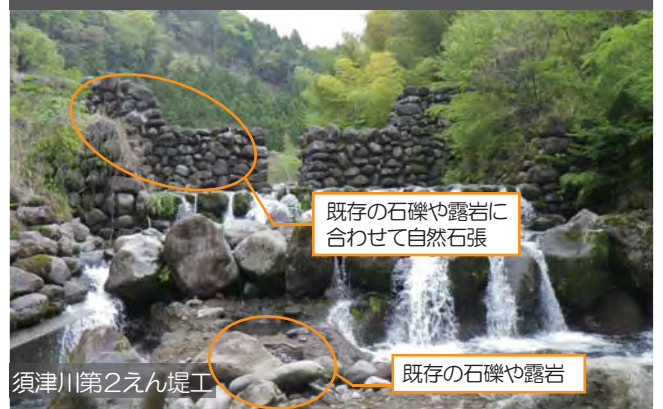 既存の石礫や露岩に
合わせて自然石張
既存の石礫や露岩
須津川第2えん堤工